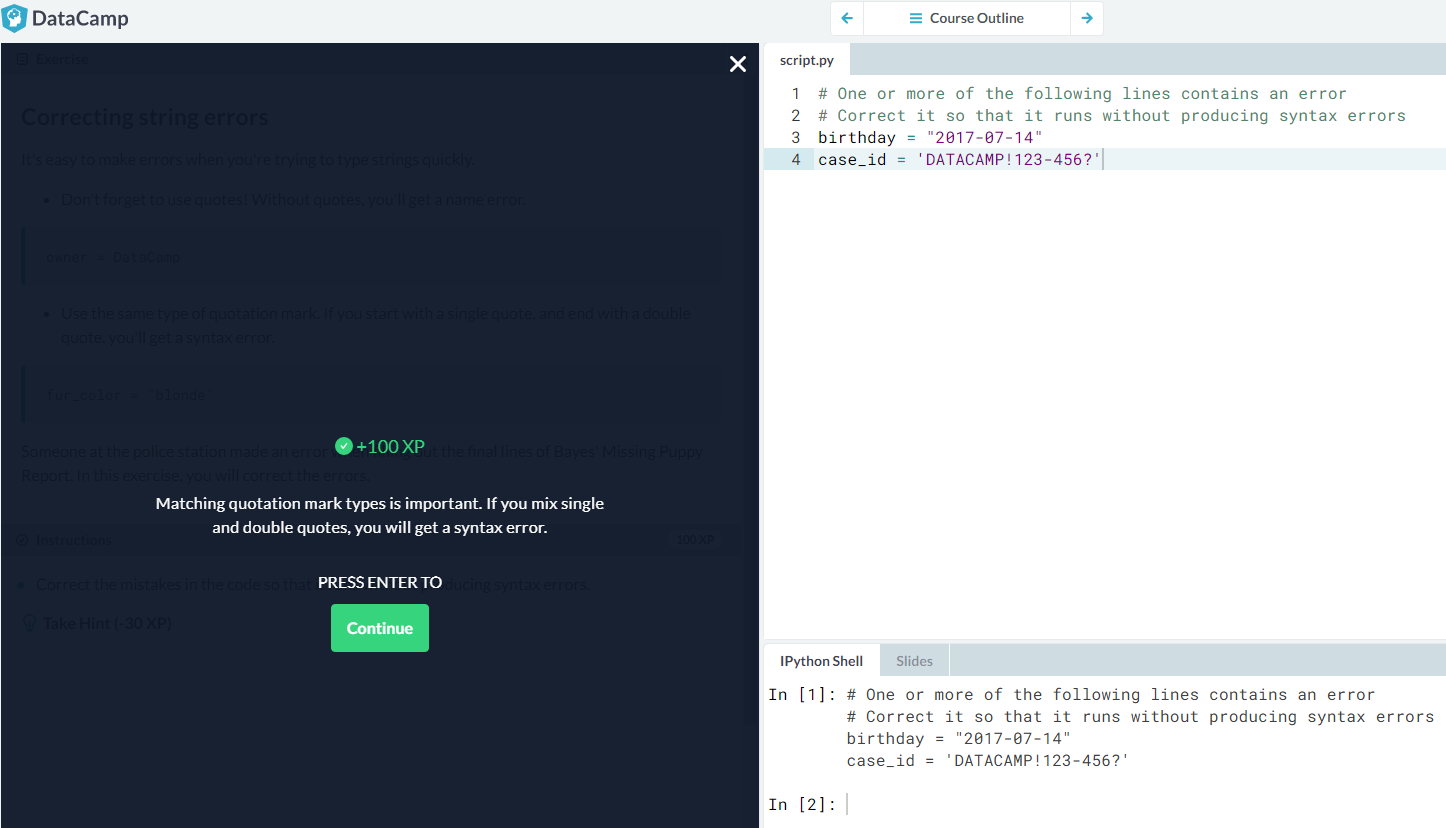 DataCamp
Course Outline
Exercise
Correcting string errors
It's easy to make errors when you're trying to type strings quickly.
Don't forget to use quotes! Without quotes, you'll get a name error.
owner = DataCamp
Use the same type of quotation mark. If you start with a single quote, and end with a double
quote, you'll get a syntax error.
fur_color = 'blonde
Someone at the police station made an error out the final lines of Bayes' Missing Puppy
Report. In this exercise, you will correct the errors.
Instructions
100 XP
Correct the mistakes in the code so that producing syntax errors.
Take Hint (-30 XP)
+100 XP
Matching quotation mark types is important. If you mix single
and double quotes, you will get a syntax error.
PRESS ENTER TO
Continue
script.py
1 # One or more of the following lines contains an error
2 # Correct it so that it runs without producing syntax errors
3 birthday = "2017-07-14"
4 case_id = 'DATACAMP!123-456?'
IPython Shell
Slides
In [1]: # One or more of the following lines contains an error
# Correct it so that it runs without producing syntax errors
birthday = "2017-07-14"
case_id = 'DATACAMP!123-456?'
In [2]: